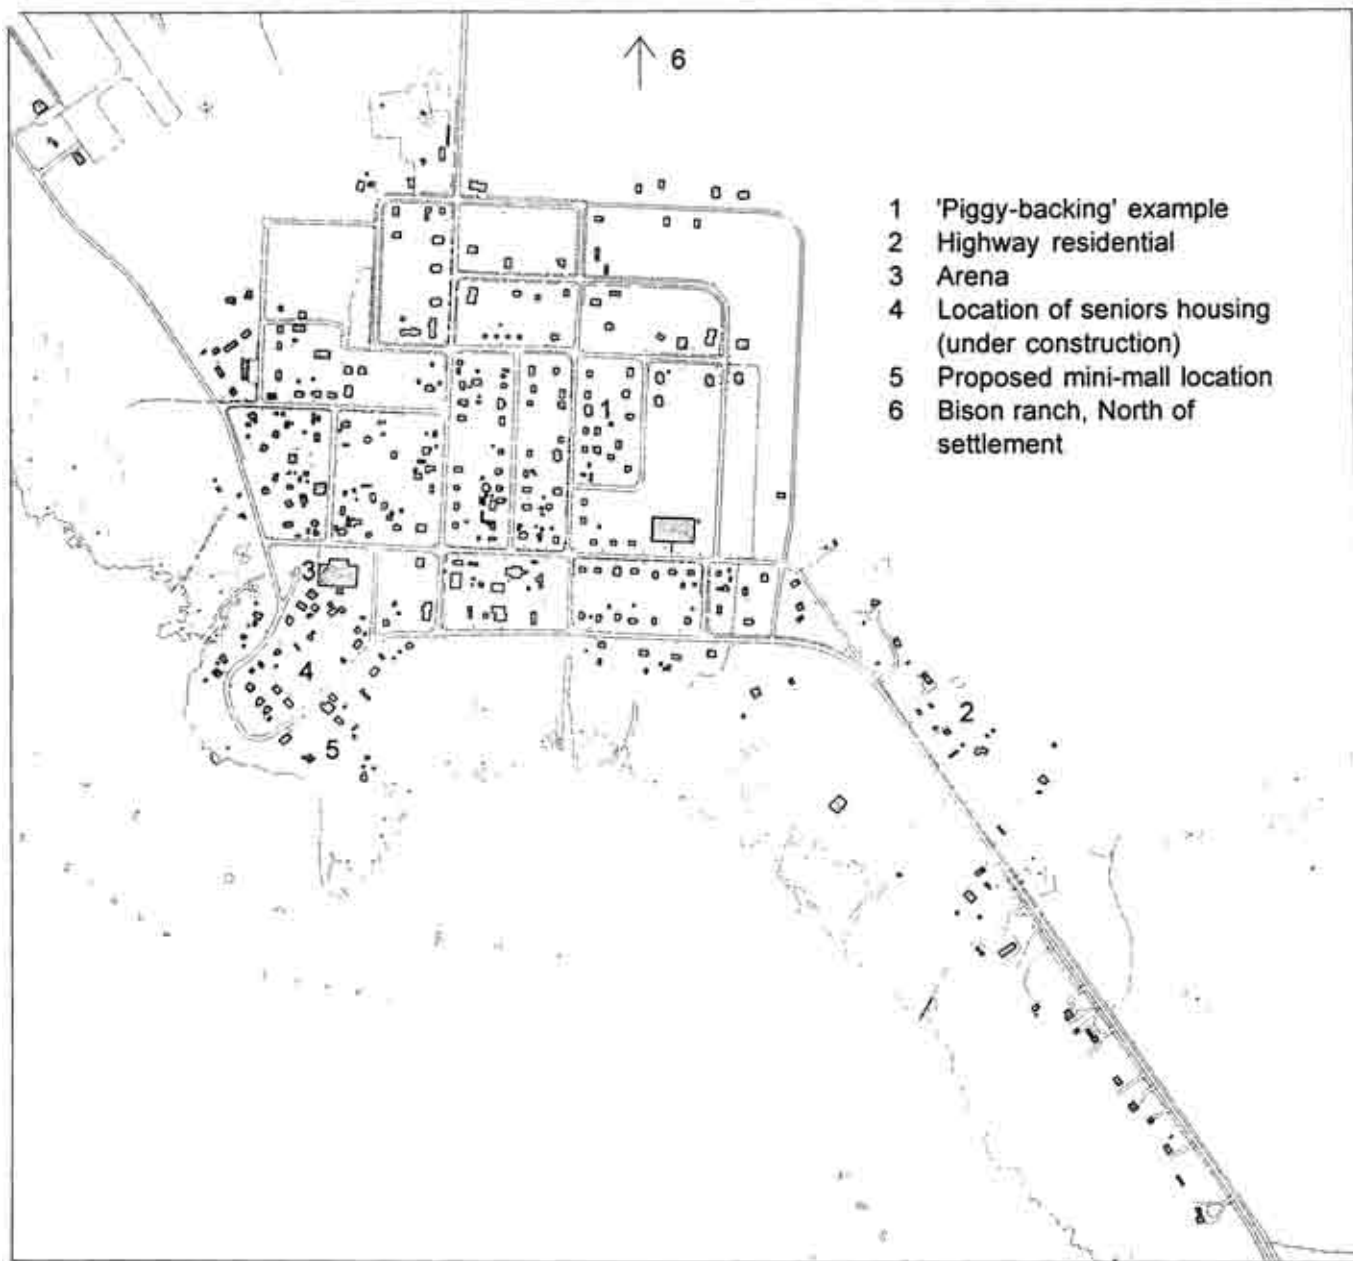 6
1 'Piggy-backing' example
2 Highway residential
3 Arena
4 Location of seniors housing
(under construction)
5 Proposed mini-mall location
6 Bison ranch, North of
settlement
1
3
4
2
5